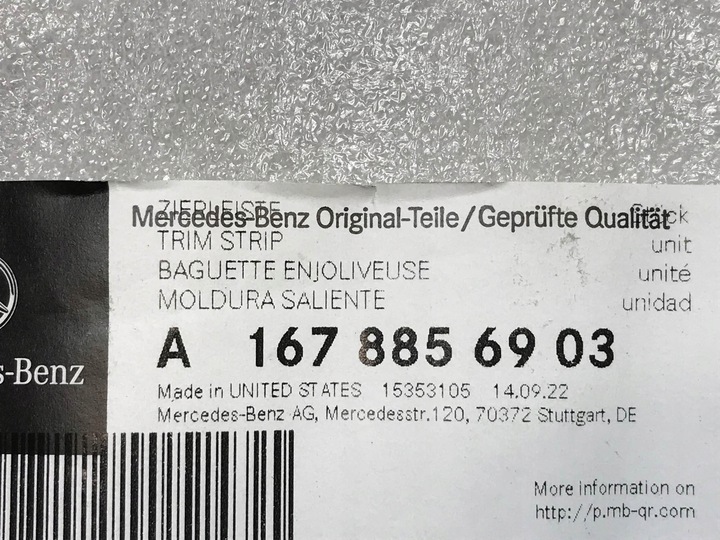 ZIERLEISTE Stück
Mercedes-Benz Original-Teile/Geprüfte Qualität
TRIM STRIP unit
BAGUETTE ENJOLIVEUSE unité
MOLDURA SALIENTE unidad
A 167 885 69 03
s-Benz
Made in UNITED STATES 15353105 14.09.22
Mercedes-Benz AG, Mercedesstr.120, 70372 Stuttgart, DE
More information on
http://p.mb-qr.com